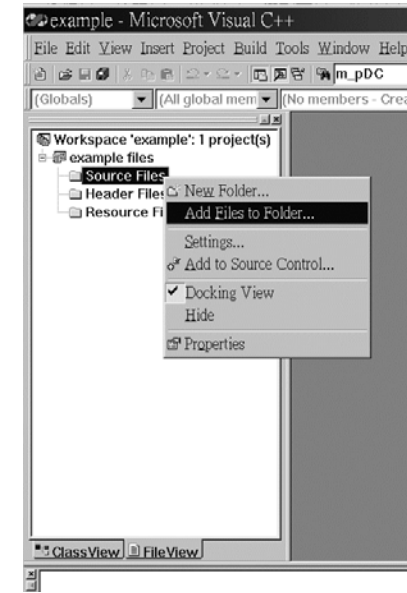 example - Microsoft Visual C++
File Edit View Insert Project Build Tools Window Help
m_pDC
(Globals) (All global mem (No members - Crea
Workspace 'example': 1 project(s)
example files
Source Files
Header Files
Resource Fi
New Folder...
Add Files to Folder...
Settings...
Add to Source Control...
Docking View
Hide
Properties
ClassView FileView